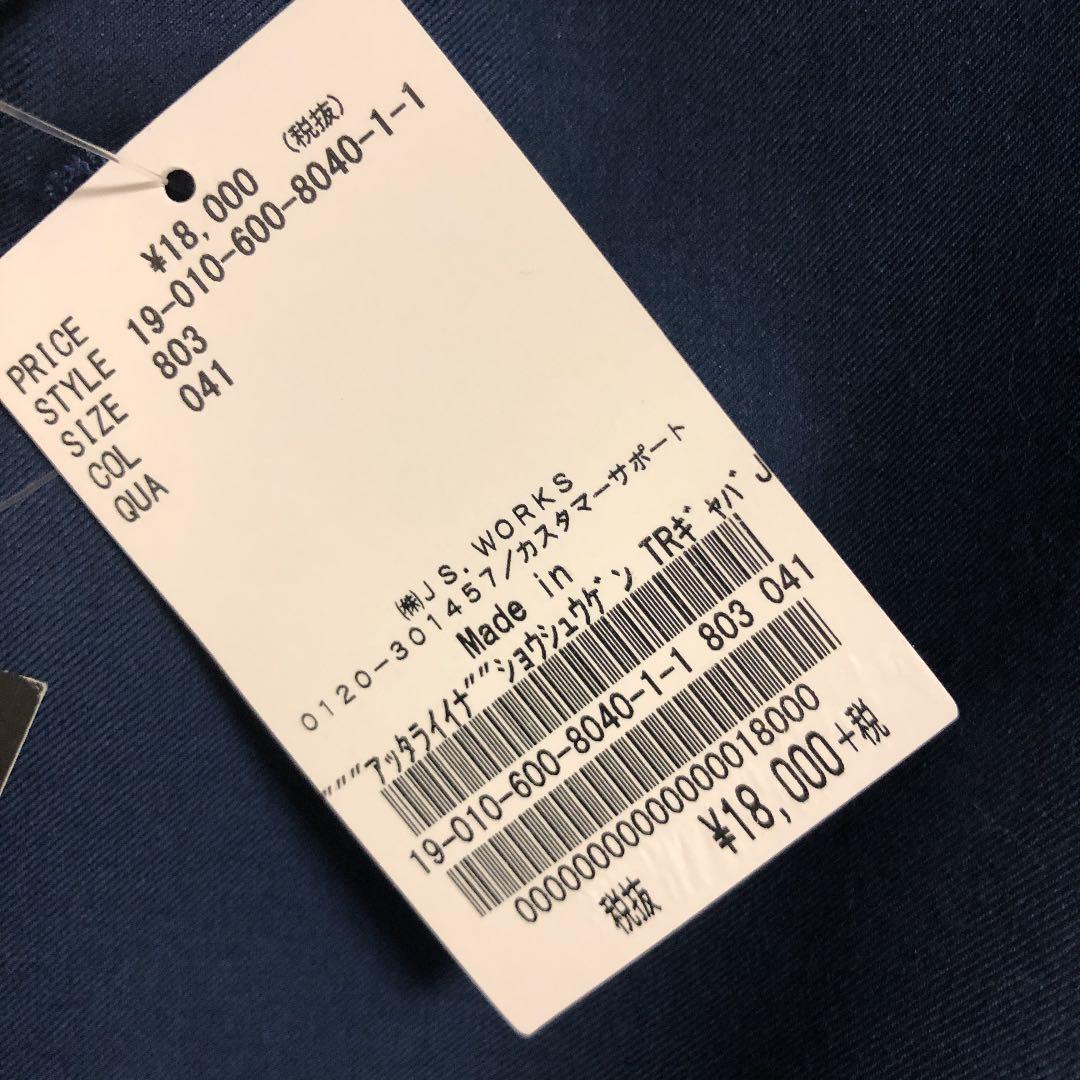 PRICE ¥18,000 (税抜)
STYLE 19-010-600-8040-1-1
SIZE 803
COL 041
QUA
㈱JS.WORKS
0120-301457/カスタマーサポート
Made in
"""アッタライイナ""ショウシュウゲン TRギャバJ
19-010-600-8040-1-1 803 041
0000000000000018000
税抜 ¥18,000+税